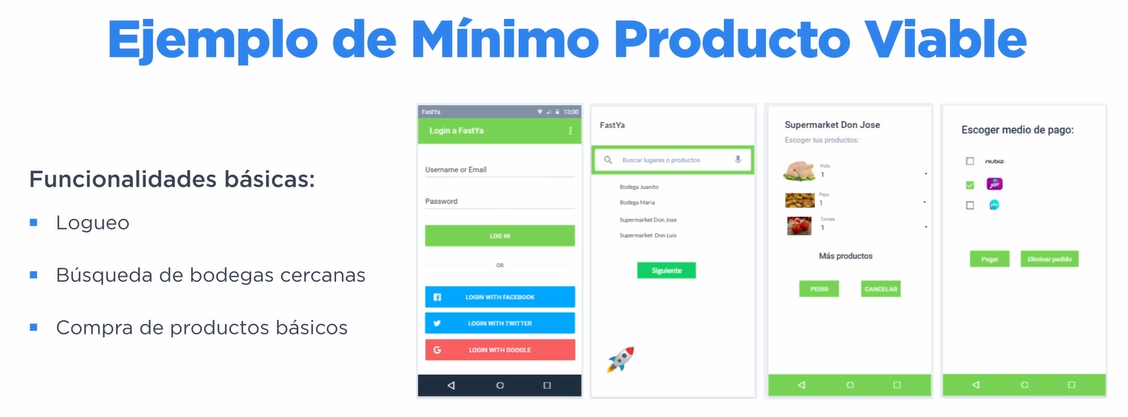 Ejemplo de Mínimo Producto Viable
Funcionalidades básicas:
Logueo
Búsqueda de bodegas cercanas
Compra de productos básicos
FastYa
13:00
Login a FastYa
Username or Email
Password
LOG IN
OR
LOGIN WITH FACEBOOK
LOGIN WITH TWITTER
LOGIN WITH GOOGLE
FastYa
Buscar lugares o productos
Bodega Juanito
Bodega Maria
Supermarket Don Jose
Supermarket Don Luis
Siguiente
Supermarket Don Jose
Escoger tus productos:
Pollo
1
Papa
1
Tomate
1
Más productos
PEDIR
CANCELAR
Escoger medio de pago:
niubiz
Pagar
Eliminar pedido